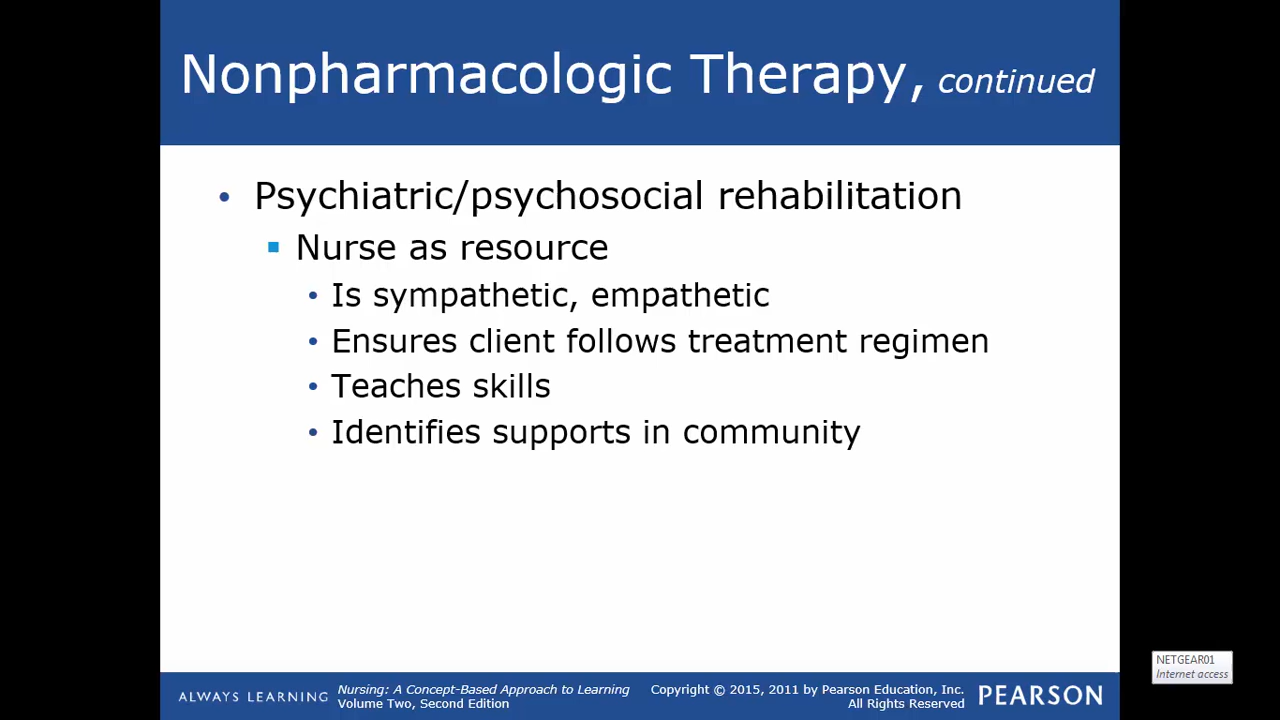 Nonpharmacologic Therapy, continued
• Psychiatric/psychosocial rehabilitation
▪ Nurse as resource
• Is sympathetic, empathetic
• Ensures client follows treatment regimen
• Teaches skills
• Identifies supports in community
NETGEAR01
Internet access
ALWAYS LEARNING
Nursing: A Concept-Based Approach to Learning
Volume Two, Second Edition
Copyright © 2015, 2011 by Pearson Education, Inc.
All Rights Reserved
PEARSON